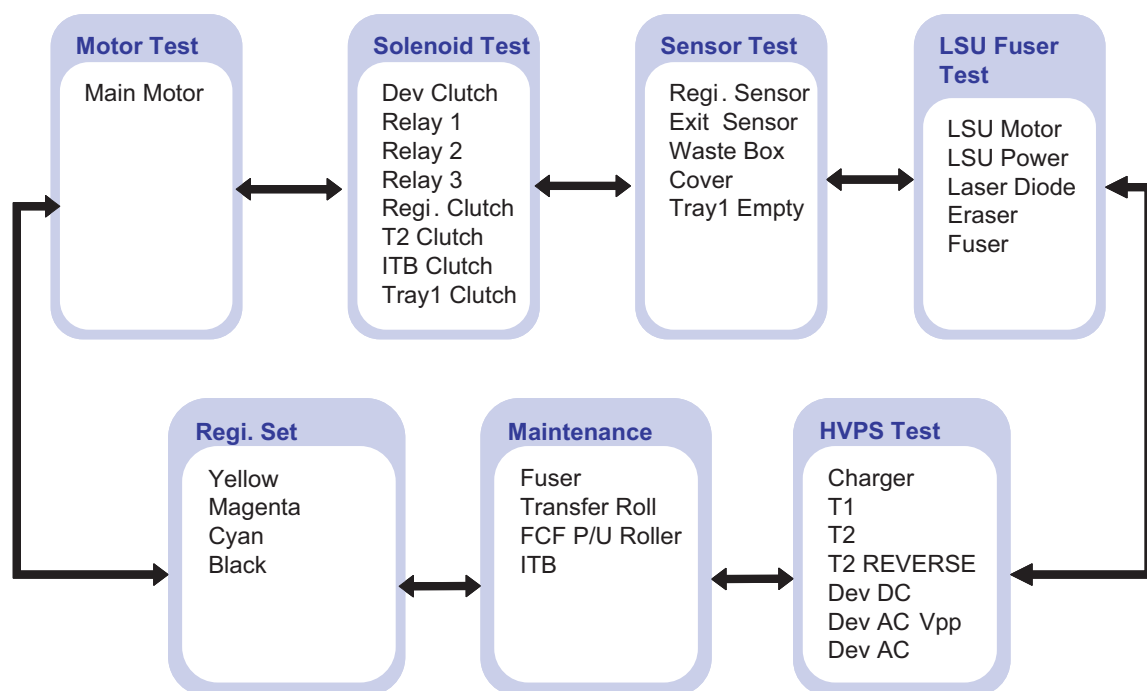 Motor Test
Main Motor
Solenoid Test
Dev Clutch
Relay 1
Relay 2
Relay 3
Regi. Clutch
T2 Clutch
ITB Clutch
Tray1 Clutch
Sensor Test
Regi. Sensor
Exit Sensor
Waste Box
Cover
Tray1 Empty
LSU Fuser
Test
LSU Motor
LSU Power
Laser Diode
Eraser
Fuser
Regi. Set
Yellow
Magenta
Cyan
Black
Maintenance
Fuser
Transfer Roll
FCF P/U Roller
ITB
HVPS Test
Charger
T1
T2
T2 REVERSE
Dev DC
Dev AC Vpp
Dev AC